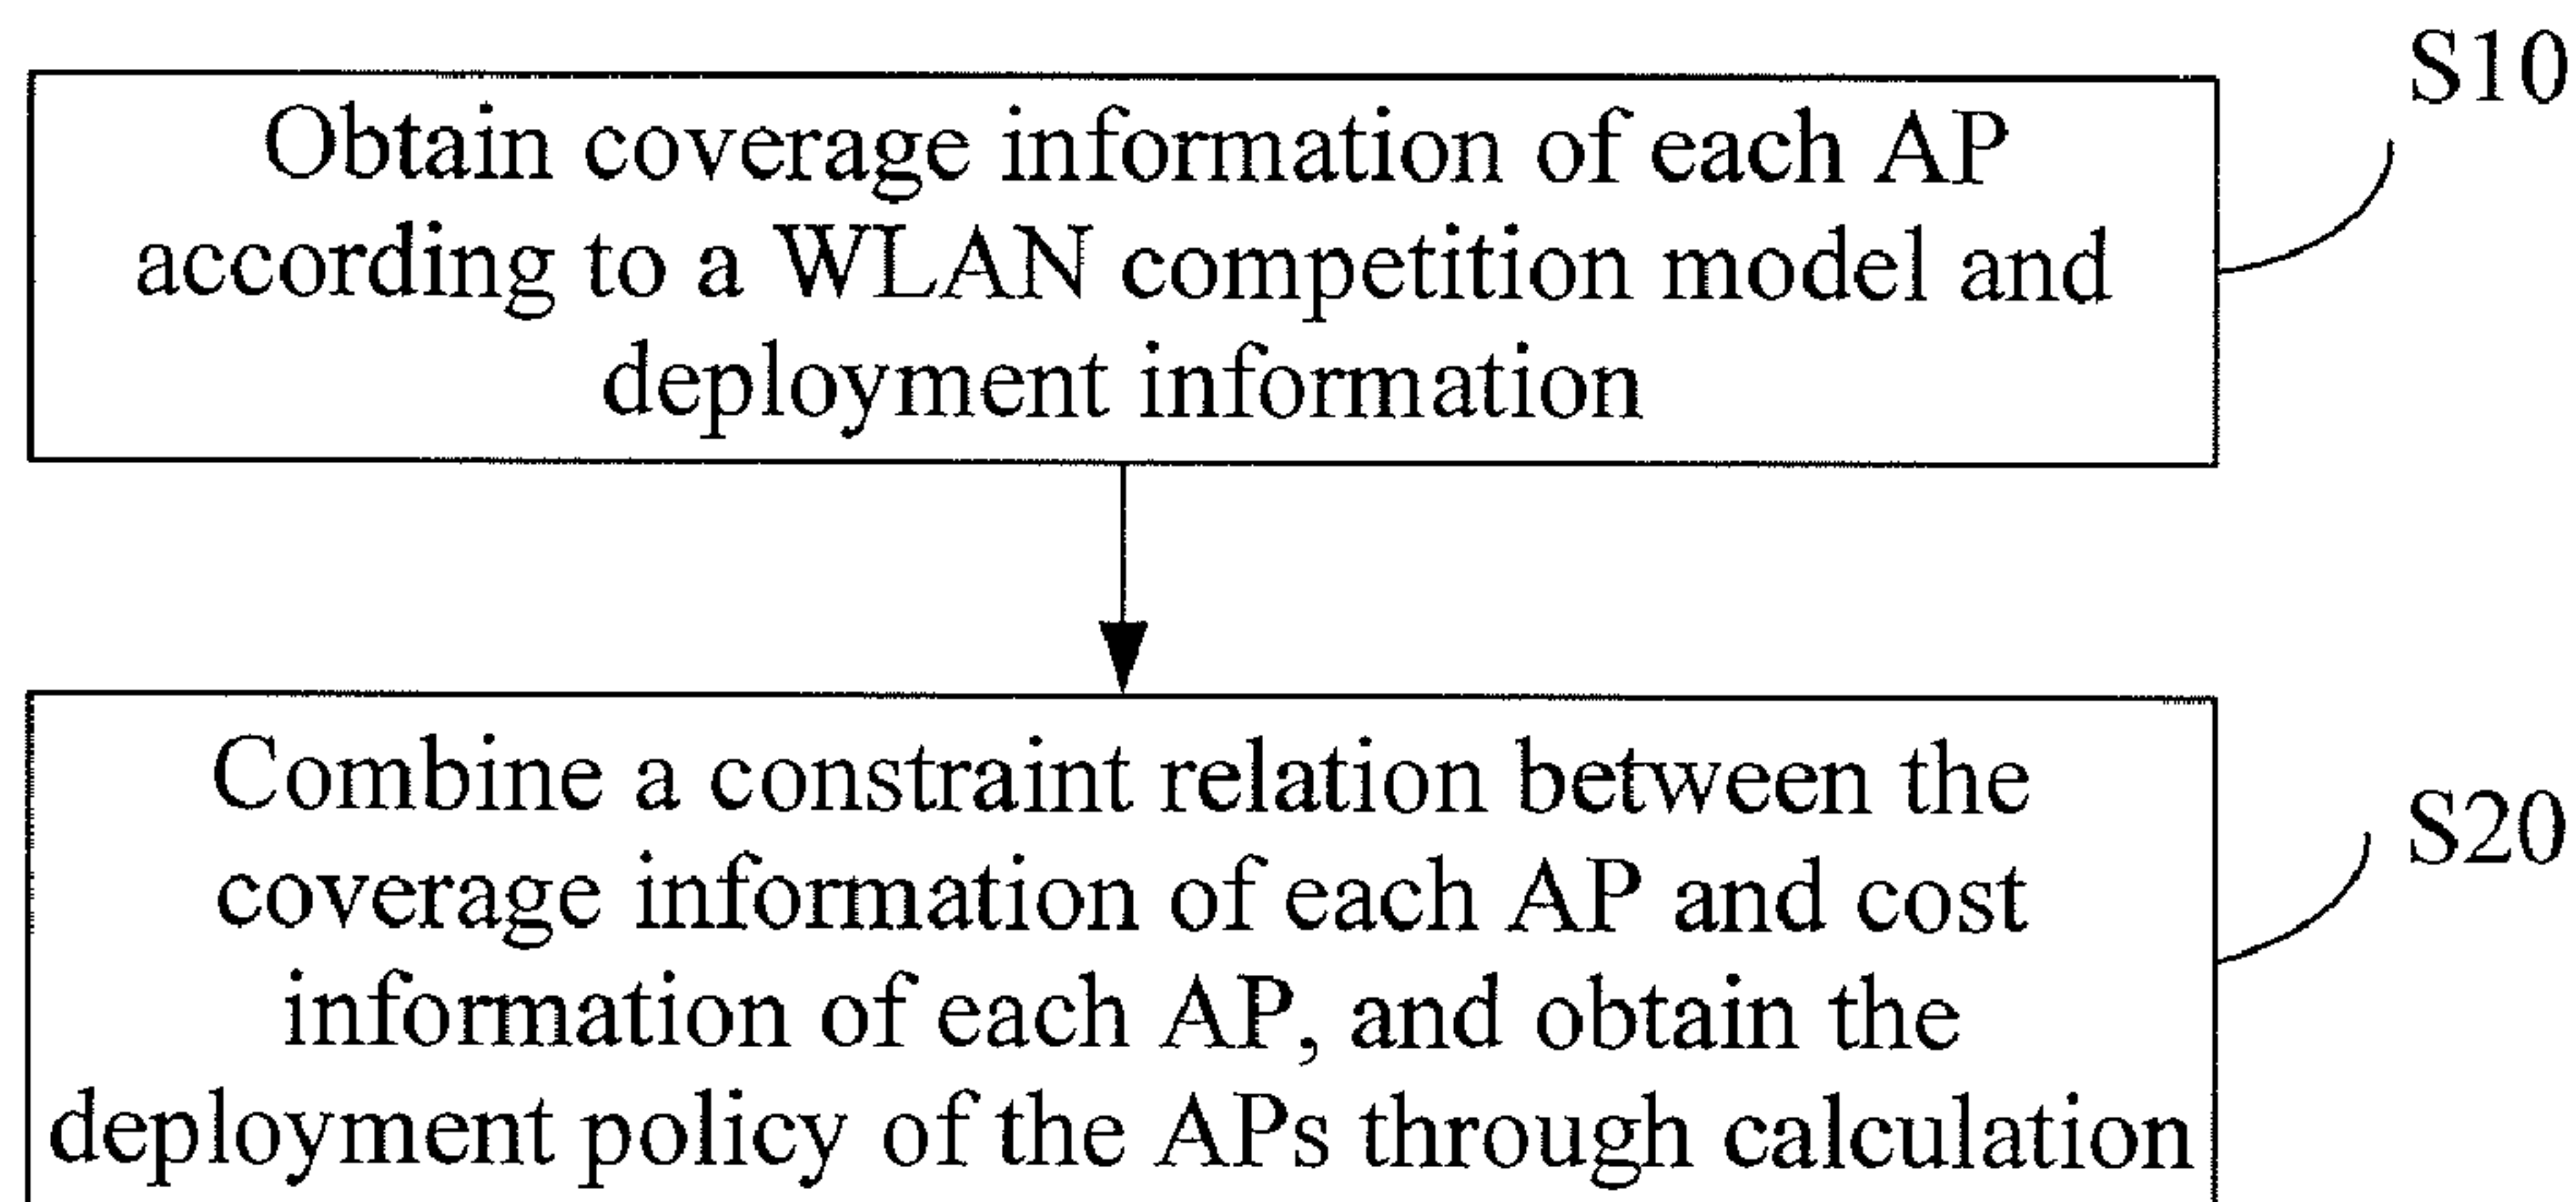 S10
Obtain coverage information of each AP
according to a WLAN competition model and
deployment information
Combine a constraint relation between the
S20
coverage information of each AP and cost
information of each AP, and obtain the
deployment policy of the APs through calculation